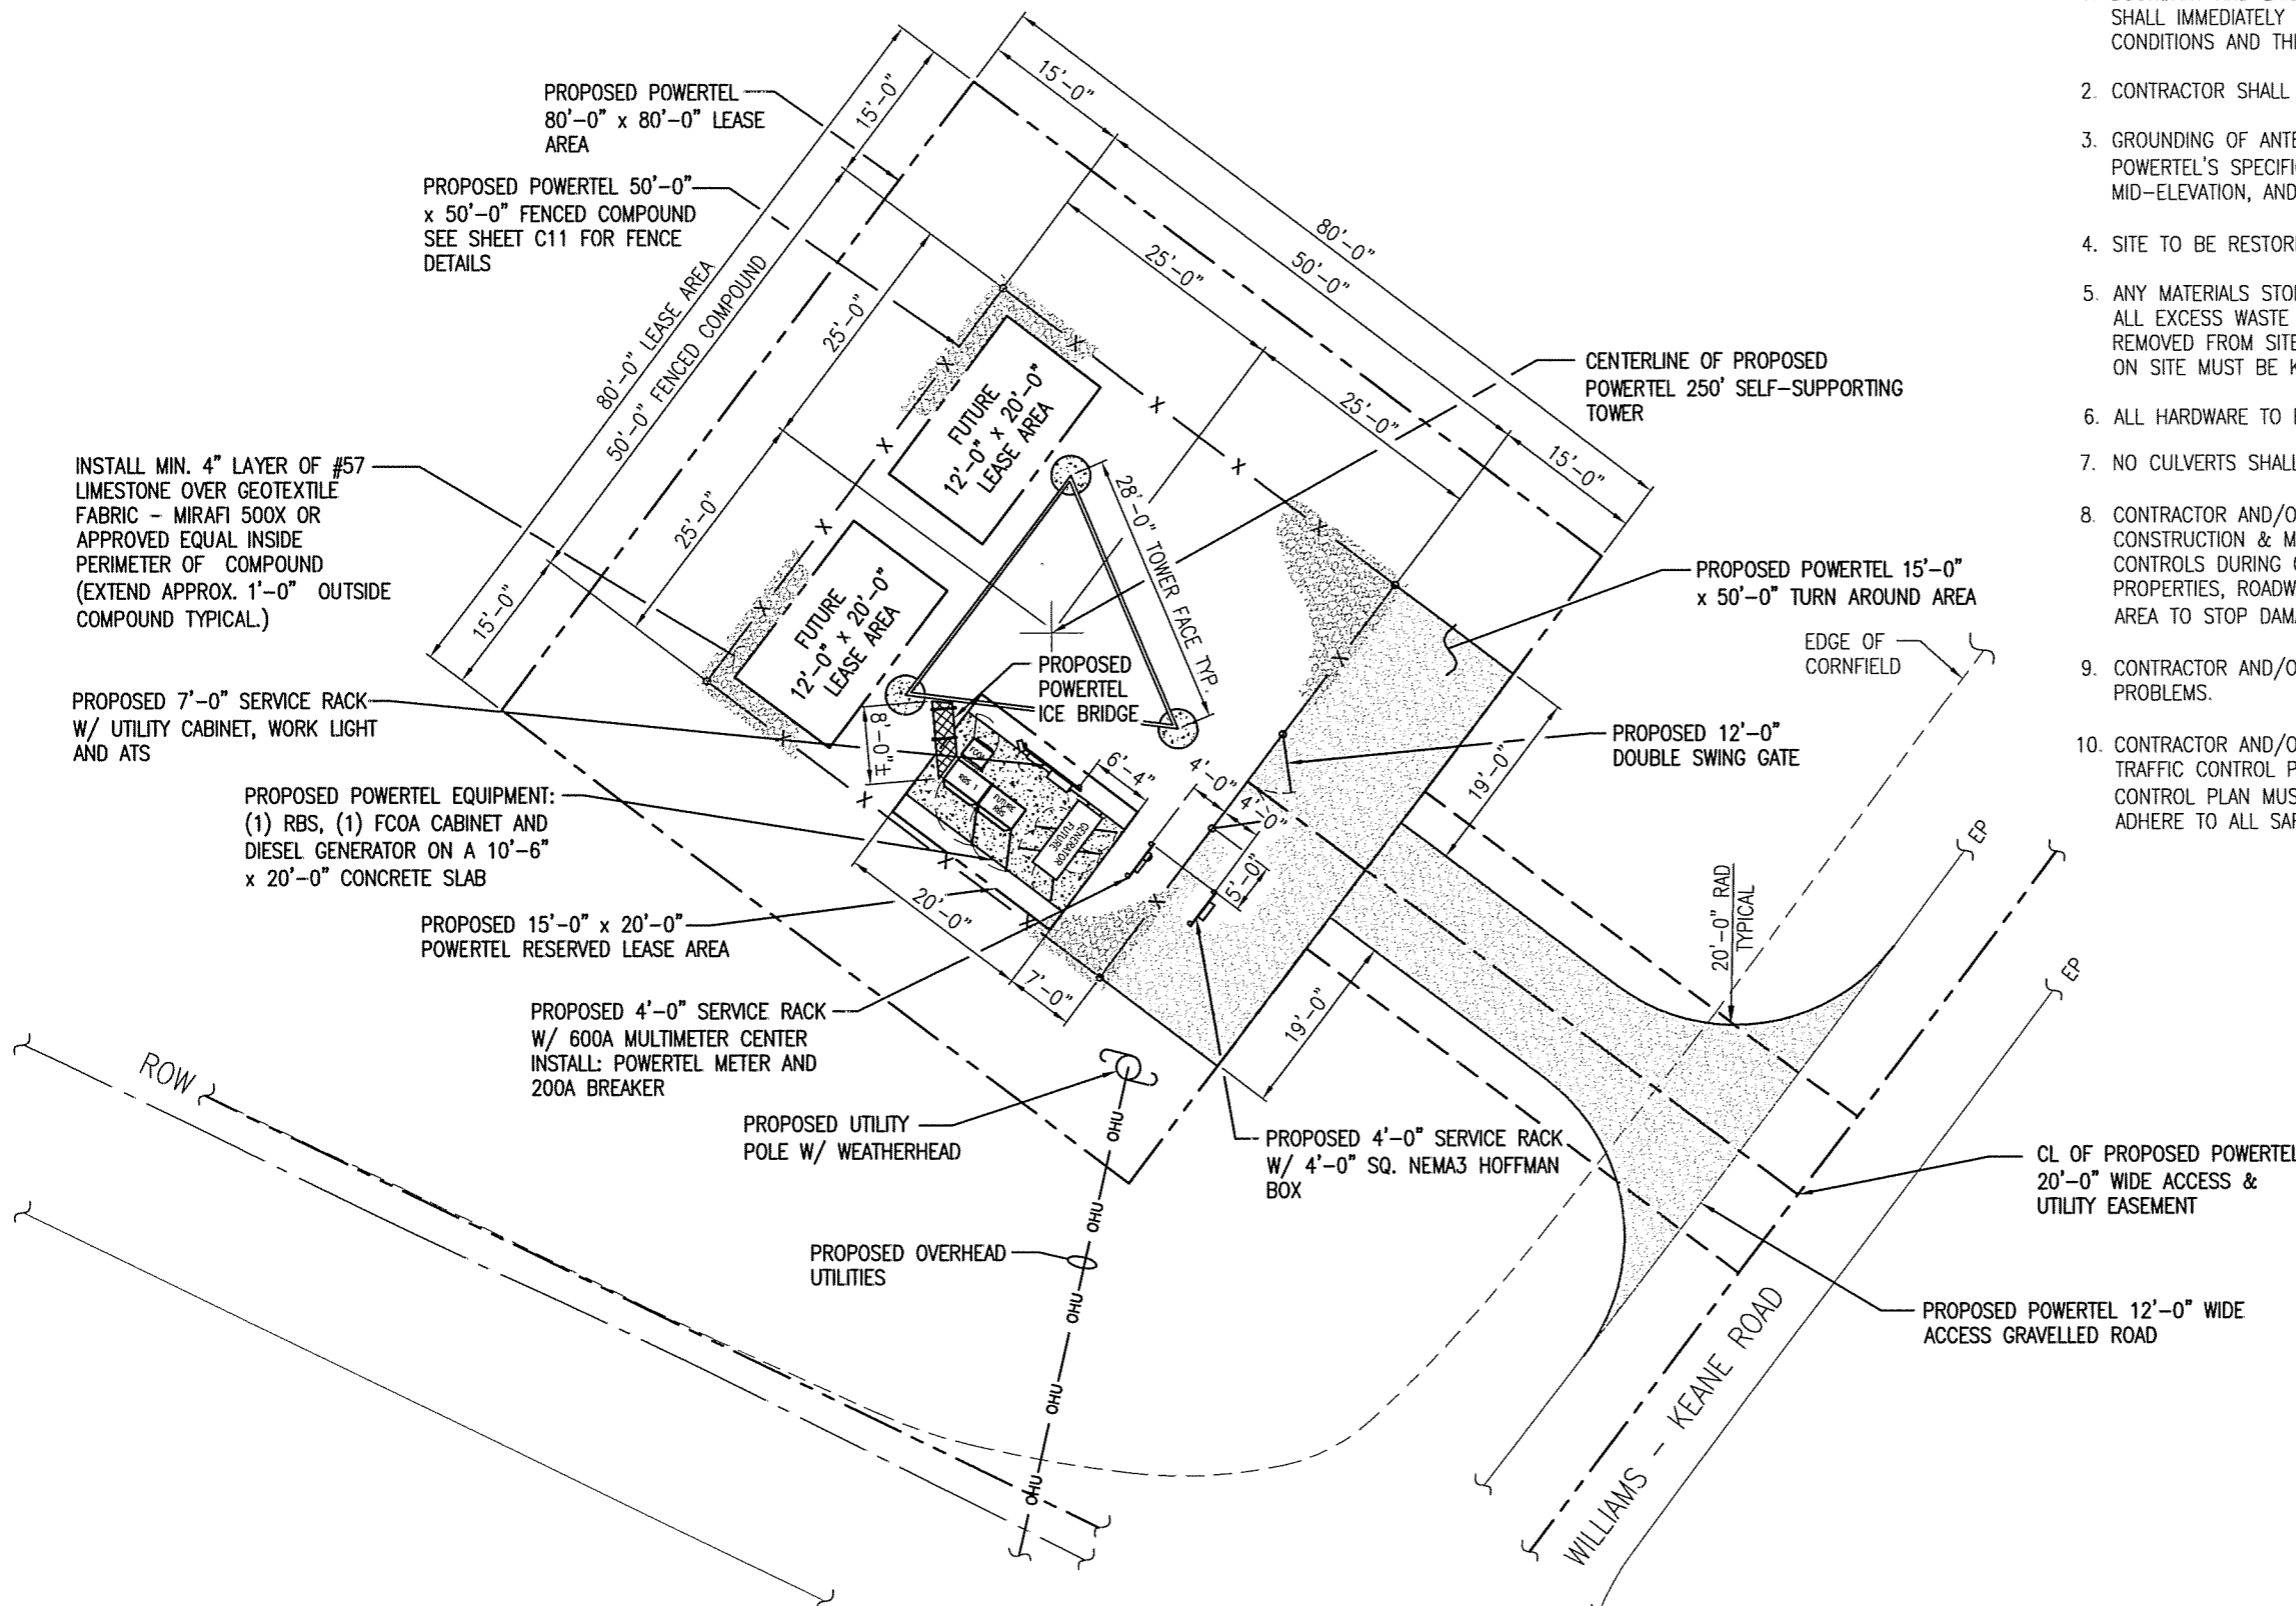 PROPOSED POWERTEL
80'-0" x 80'-0" LEASE
AREA
PROPOSED POWERTEL 50'-0"
x 50'-0" FENCED COMPOUND
SEE SHEET C11 FOR FENCE
DETAILS
INSTALL MIN. 4" LAYER OF #57
LIMESTONE OVER GEOTEXTILE
FABRIC - MIRAFI 500X OR
APPROVED EQUAL INSIDE
PERIMETER OF COMPOUND
(EXTEND APPROX. 1'-0" OUTSIDE
COMPOUND TYPICAL.)
PROPOSED 7'-0" SERVICE RACK
W/ UTILITY CABINET, WORK LIGHT
AND ATS
PROPOSED POWERTEL EQUIPMENT:
(1) RBS, (1) FCOA CABINET AND
DIESEL GENERATOR ON A 10'-6"
x 20'-0" CONCRETE SLAB
PROPOSED 15'-0" x 20'-0"
POWERTEL RESERVED LEASE AREA
PROPOSED 4'-0" SERVICE RACK
W/ 600A MULTIMETER CENTER
INSTALL: POWERTEL METER AND
200A BREAKER
PROPOSED UTILITY
POLE W/ WEATHERHEAD
PROPOSED OVERHEAD
UTILITIES
ROW
15'-0"
80'-0" LEASE AREA
50'-0" FENCED COMPOUND
25'-0"
25'-0"
15'-0"
15'-0"
80'-0"
50'-0"
25'-0"
25'-0"
15'-0"
FUTURE
12'-0" x 20'-0"
LEASE AREA
FUTURE
12'-0" x 20'-0"
LEASE AREA
28'-0" TOWER FACE TYP.
PROPOSED
POWERTEL
ICE BRIDGE
8'-0"±
FCOA
RBS 1
FUTURE
RBS
FUTURE
GENERATOR
6'-4"
4'-0"
4'-0"
5'-0"
20'-0"
7'-0"
19'-0"
19'-0"
X
X
X
X
X
X
X
X
X
X
X
X
OHU
OHU
OHU
OHU
OHU
CENTERLINE OF PROPOSED
POWERTEL 250' SELF-SUPPORTING
TOWER
PROPOSED POWERTEL 15'-0"
x 50'-0" TURN AROUND AREA
EDGE OF
CORNFIELD
PROPOSED 12'-0"
DOUBLE SWING GATE
20'-0" RAD
TYPICAL
EP
EP
PROPOSED 4'-0" SERVICE RACK
W/ 4'-0" SQ. NEMA3 HOFFMAN
BOX
CL OF PROPOSED POWERTEL
20'-0" WIDE ACCESS &
UTILITY EASEMENT
PROPOSED POWERTEL 12'-0" WIDE
ACCESS GRAVELLED ROAD
WILLIAMS - KEANE ROAD
SHALL IMMEDIATELY
CONDITIONS AND
2. CONTRACTOR SHALL
3. GROUNDING OF
POWERTEL'S
MID-ELEVATION, AND
4. SITE TO BE
5. ANY MATERIALS
ALL EXCESS WASTE
REMOVED FROM SITE
ON SITE MUST BE
6. ALL HARDWARE TO
7. NO CULVERTS
8. CONTRACTOR
CONSTRUCTION &
CONTROLS DURING
PROPERTIES,
AREA TO STOP
9. CONTRACTOR
PROBLEMS.
10. CONTRACTOR
TRAFFIC CONTROL
CONTROL PLAN
ADHERE TO ALL